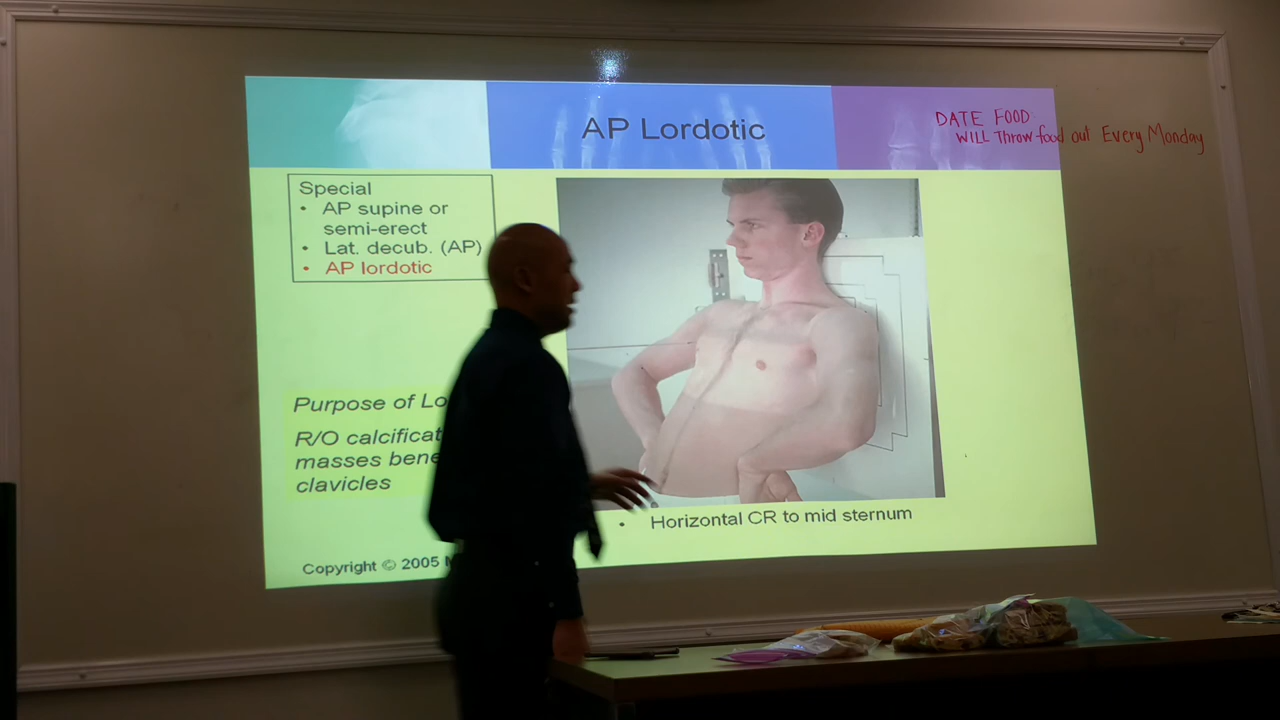 AP Lordotic
DATE FOOD
WILL Throw food out Every Monday
Special
• AP supine or
semi-erect
• Lat. decub. (AP)
• AP lordotic
Purpose of
R/O
masses
clavicles
• Horizontal CR to mid sternum
Copyright © 2005